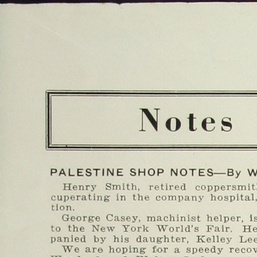 Notes
PALESTINE SHOP NOTES—By W
Henry Smith, retired coppersmit
cuperating in the company hospital,
tion.
George Casey, machinist helper, is
to the New York World's Fair. He
panied by his daughter, Kelley Lee
We are hoping for a speedy recov